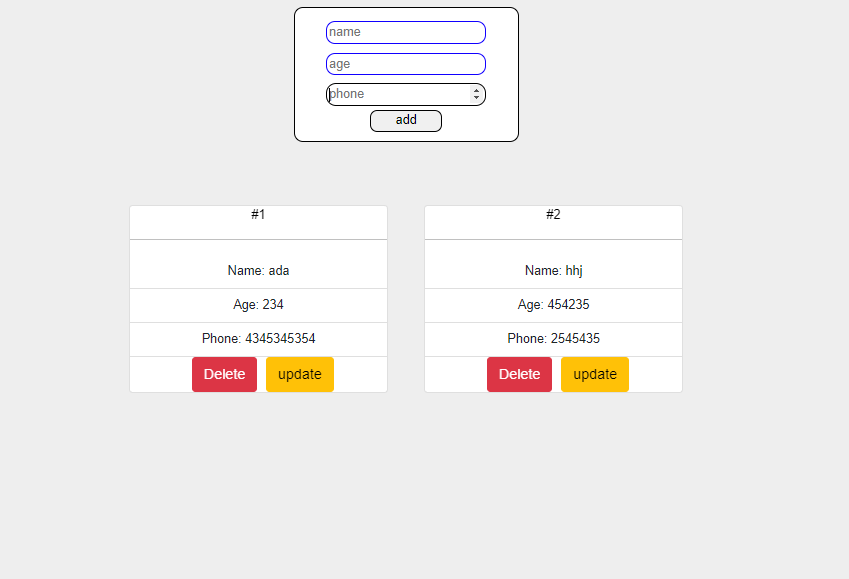 name
age
phone
add
#1
Name: ada
Age: 234
Phone: 4345345354
Delete update
#2
Name: hhj
Age: 454235
Phone: 2545435
Delete update